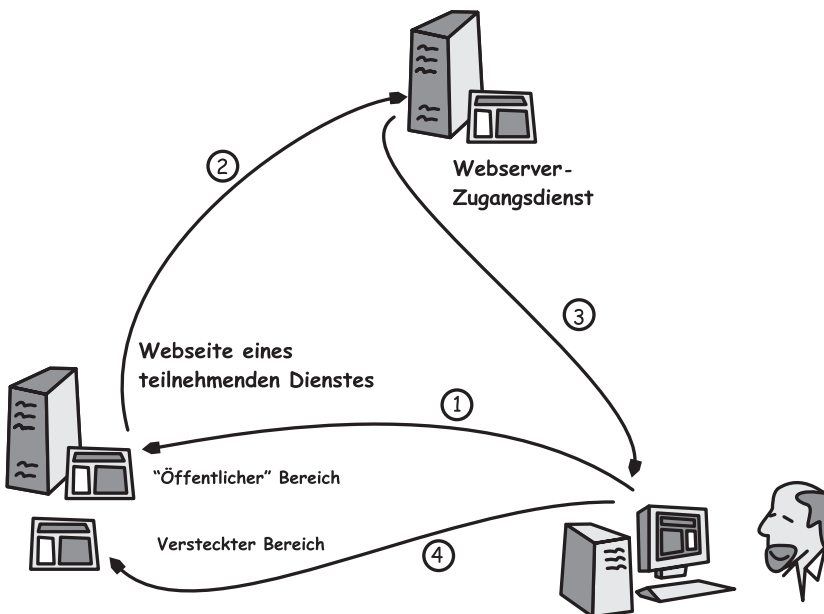 2
Webserver-
Zugangsdienst
3
Webseite eines
teilnehmenden Dienstes
1
“Öffentlicher” Bereich
Versteckter Bereich
4